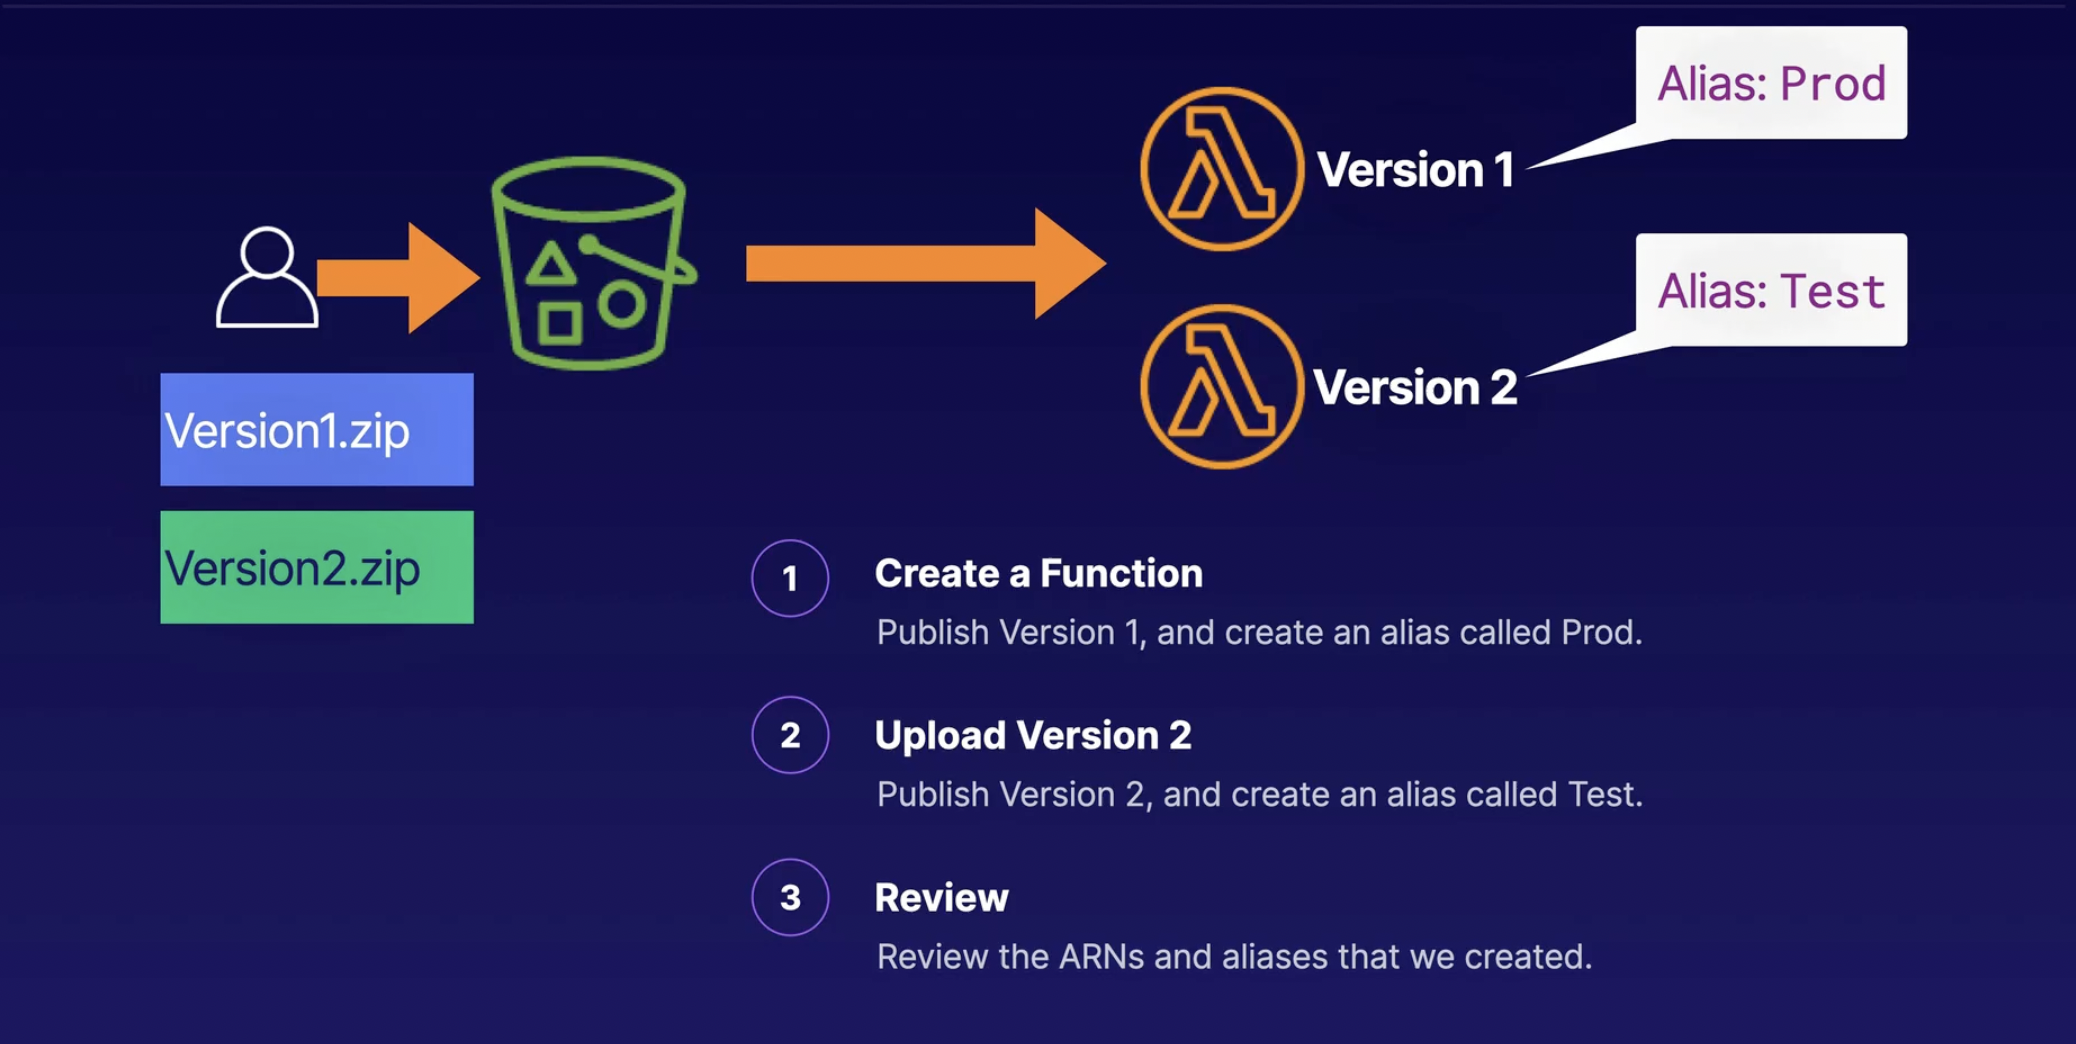 Alias: Prod
Version 1
Alias: Test
Version 2
Version1.zip
Version2.zip
1
Create a Function
Publish Version 1, and create an alias called Prod.
2
Upload Version 2
Publish Version 2, and create an alias called Test.
3
Review
Review the ARNs and aliases that we created.